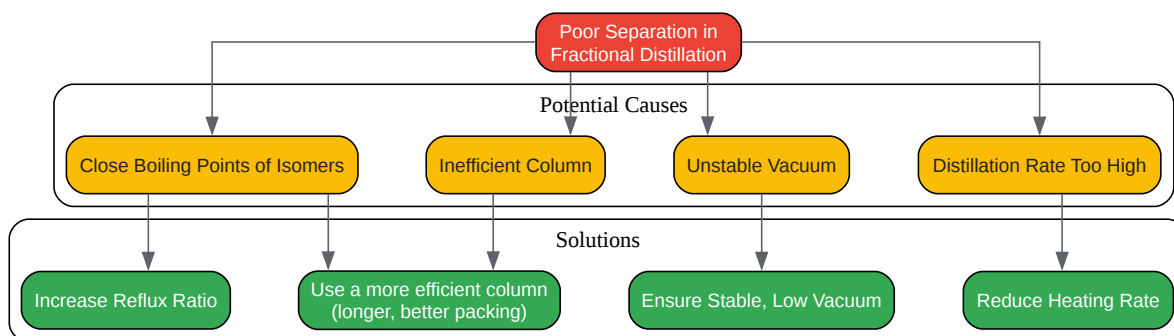 Poor Separation in
Fractional Distillation
Potential Causes
Close Boiling Points of Isomers
Inefficient Column
Unstable Vacuum
Distillation Rate Too High
Solutions
Increase Reflux Ratio
Use a more efficient column
(longer, better packing)
Ensure Stable, Low Vacuum
Reduce Heating Rate